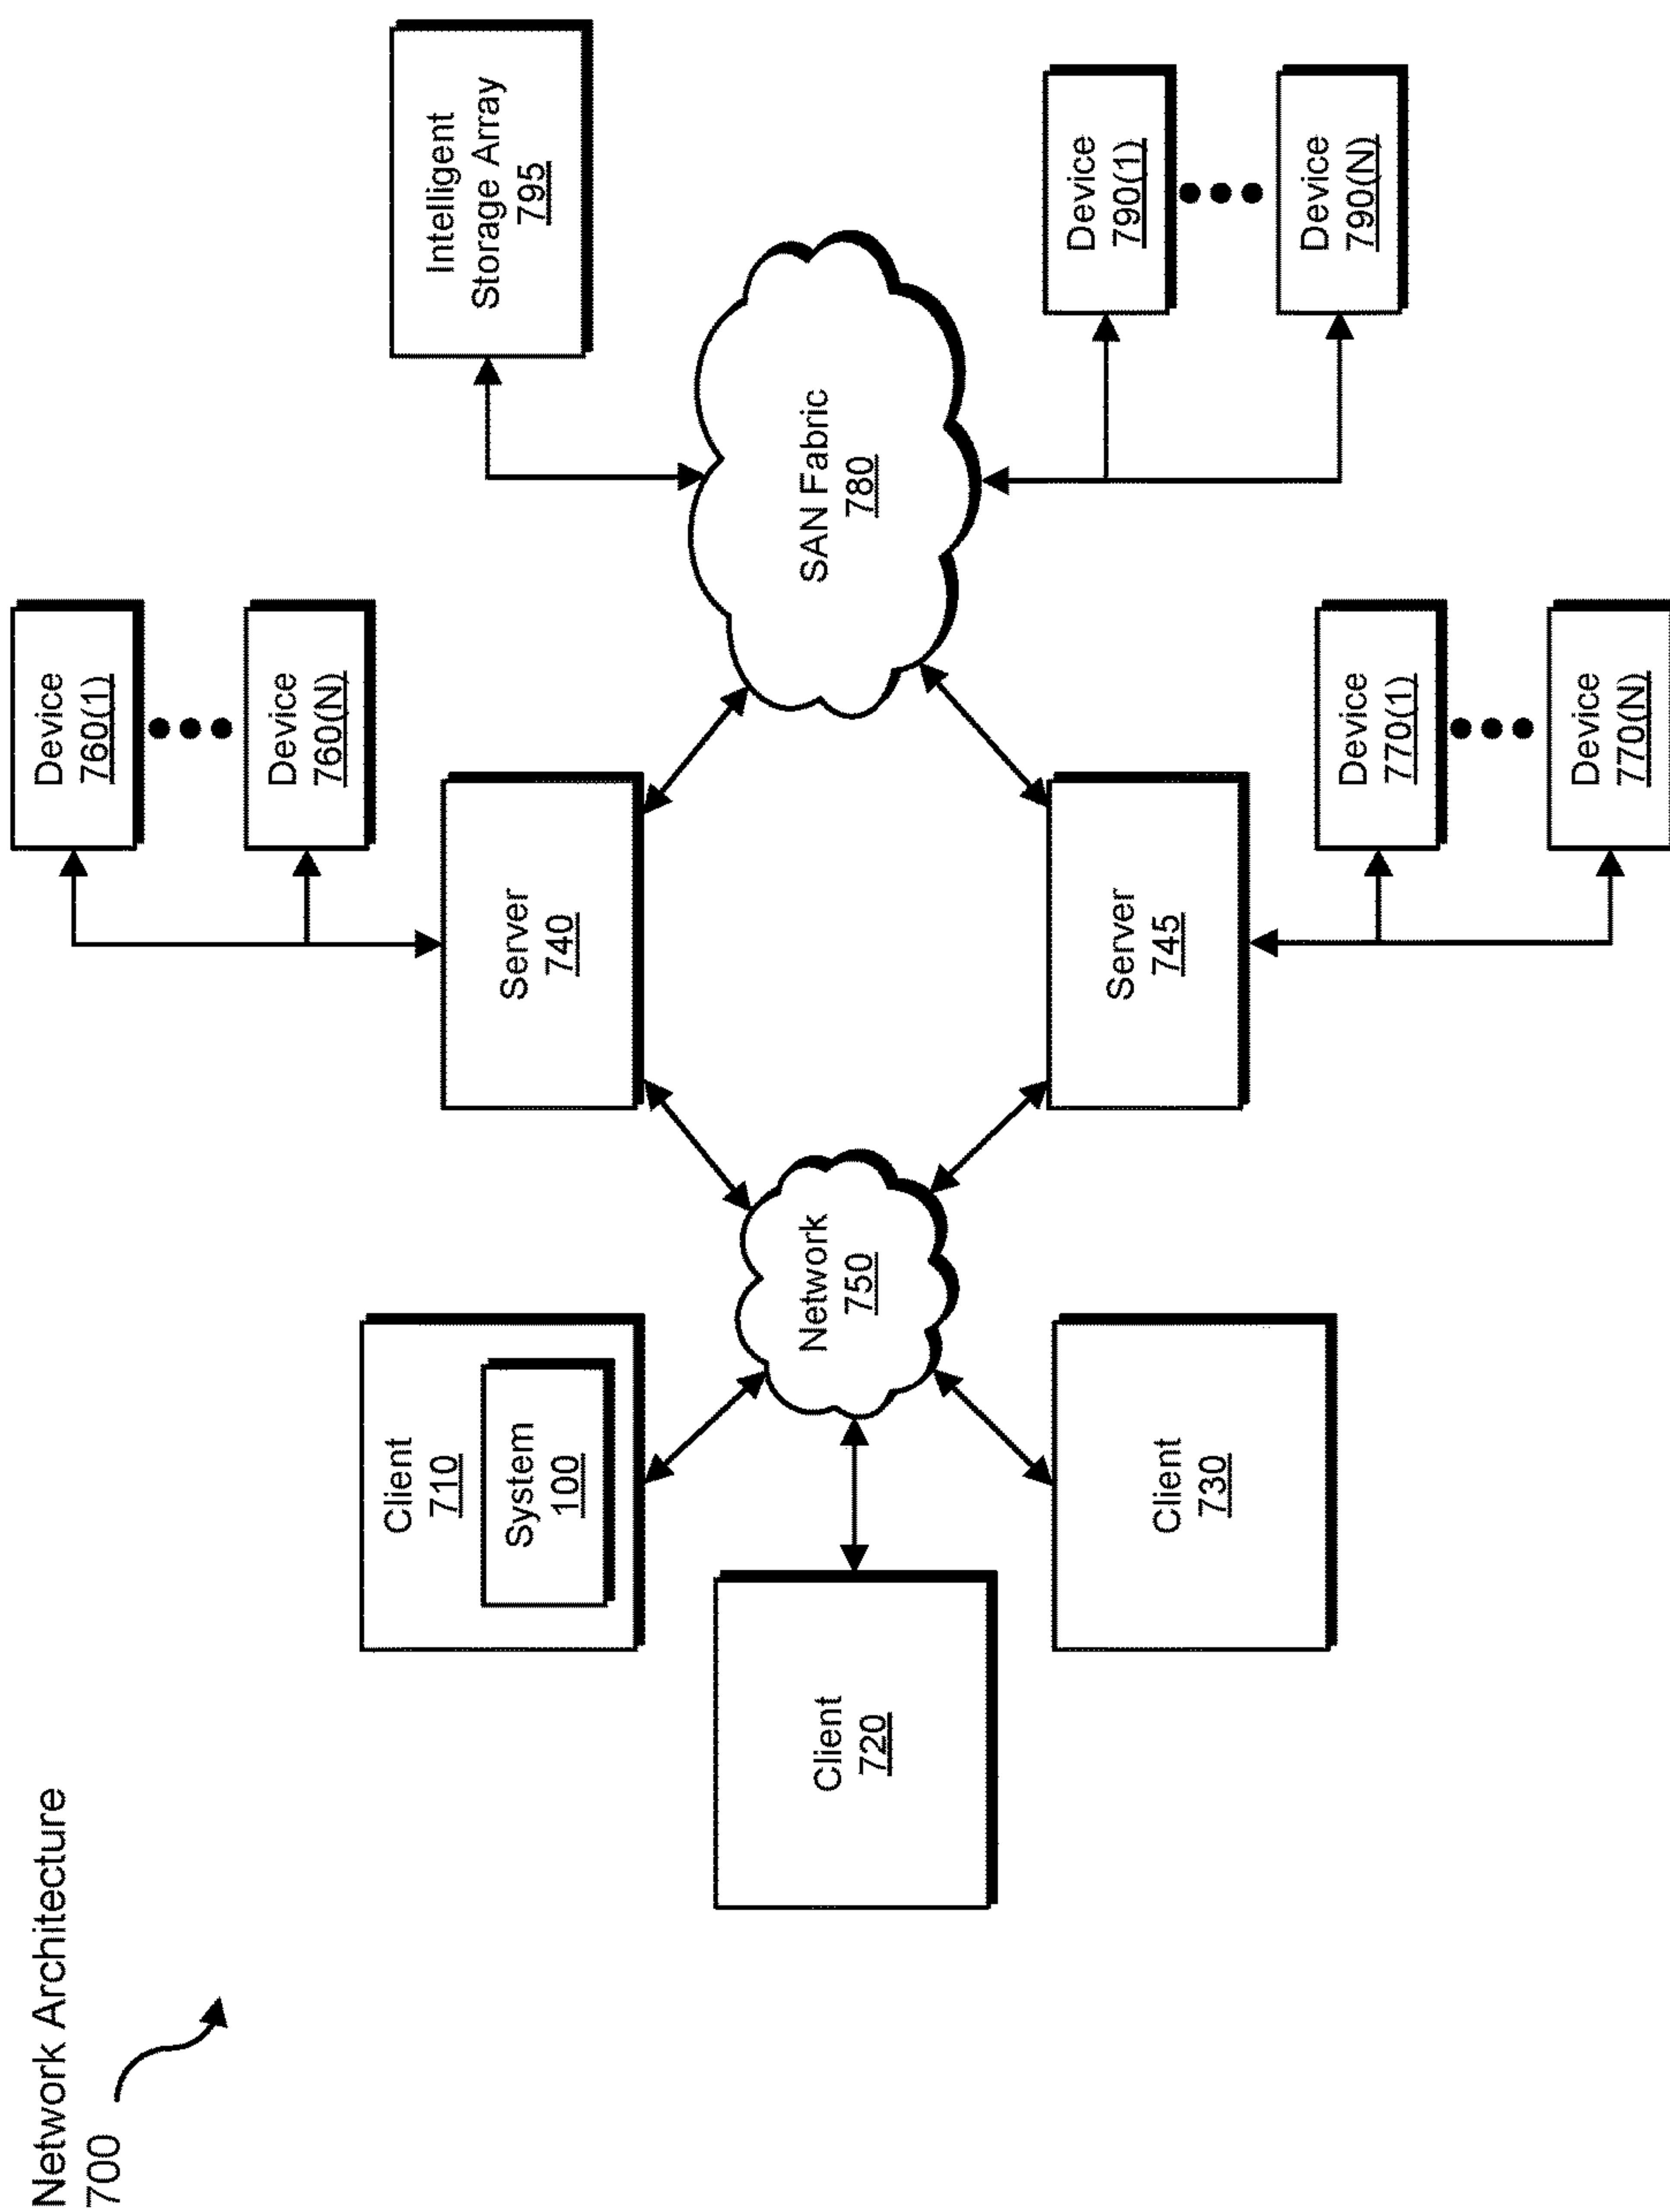 Network Architecture
700
Client
710
System
100
Client
720
Client
730
Network
750
Server
740
Server
745
Device
760(1)
Device
760(N)
Device
770(1)
Device
770(N)
SAN Fabric
780
Intelligent
Storage Array
795
Device
790(1)
Device
790(N)